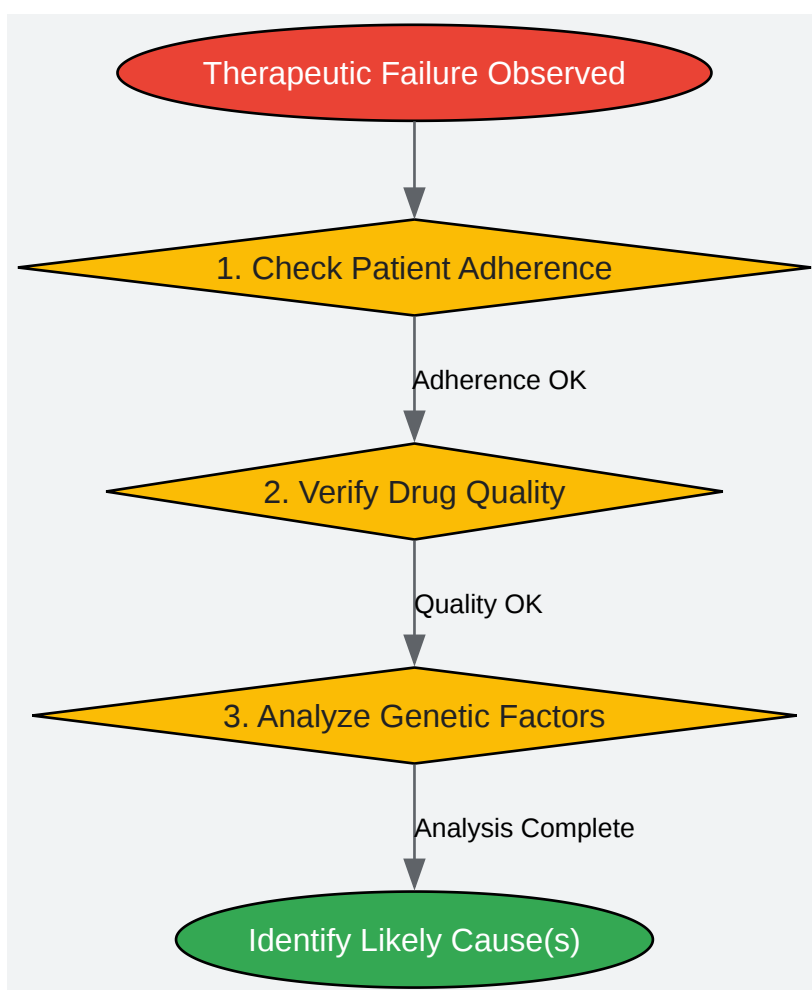 Therapeutic Failure Observed
1. Check Patient Adherence
Adherence OK
2. Verify Drug Quality
Quality OK
3. Analyze Genetic Factors
Analysis Complete
Identify Likely Cause(s)